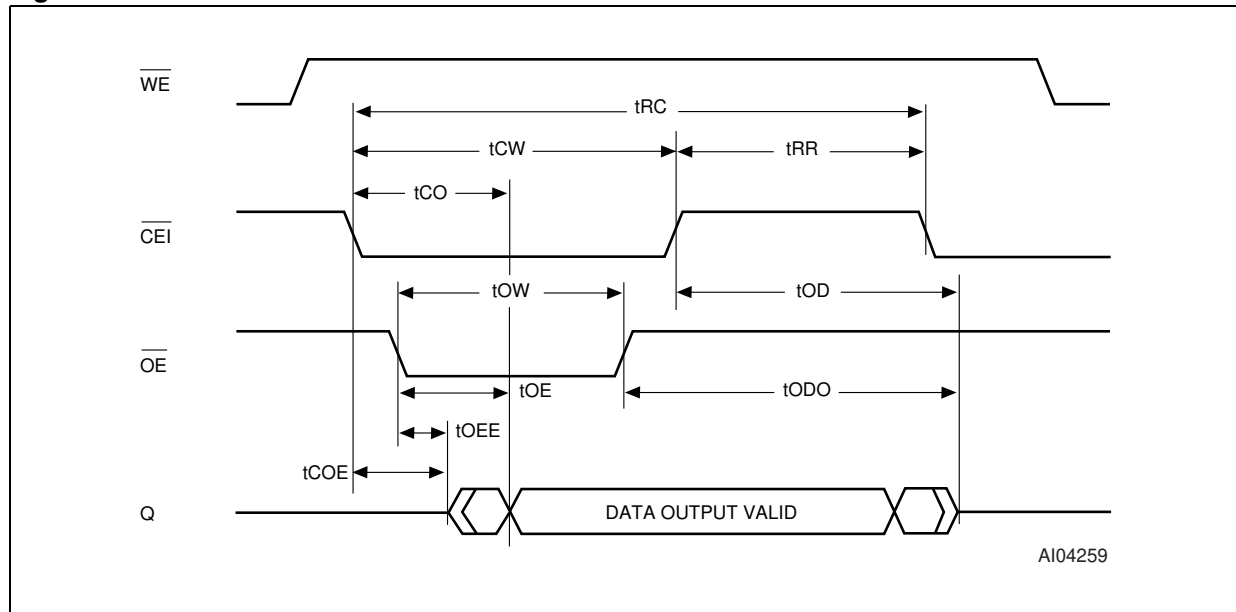 WE
tRC
tCW
tRR
tCO
CEI
tOW
tOD
OE
tOE
tODO
tOEE
tCOE
Q
DATA OUTPUT VALID
AI04259